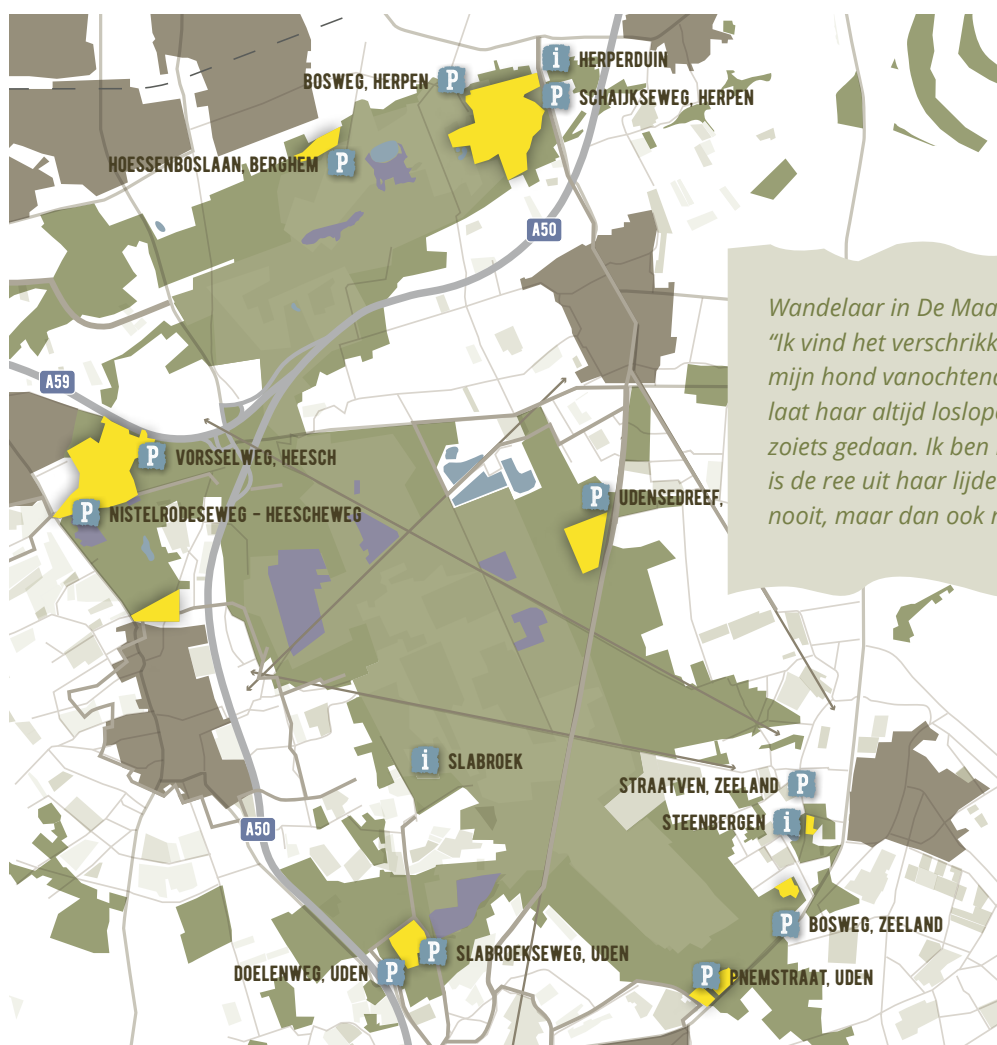 i HERPERDUIN
BOSWEG, HERPEN P
P SCHAIJKSEWEG, HERPEN
HOESSENBOSLAAN, BERGHEM P
A50
Wandelaar in De Maa
“Ik vind het verschrikk
mijn hond vanochtend
laat haar altijd loslope
zoiets gedaan. Ik ben
is de ree uit haar lijde
nooit, maar dan ook
A59
P VORSSELWEG, HEESCH
P NISTELRODESEWEG – HEESCHEWEG
P UDENSEDREEF,
i SLABROEK
STRAATVEN, ZEELAND P
STEENBERGEN i
A50
P BOSWEG, ZEELAND
P SLABROEKSEWEG, UDEN
DOELENWEG, UDEN P
P PNEMSTRAAT, UDEN